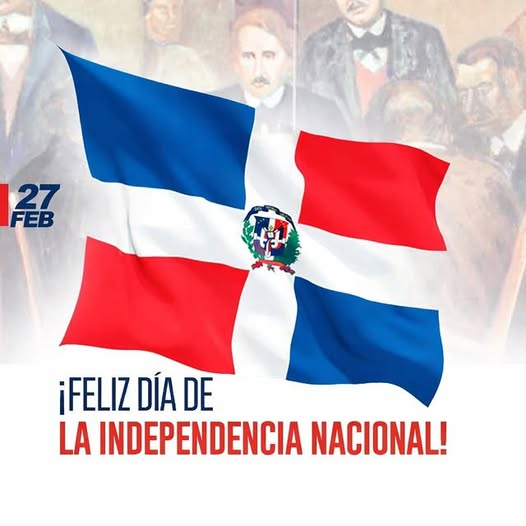 27
FEB
¡FELIZ DÍA DE
LA INDEPENDENCIA NACIONAL!